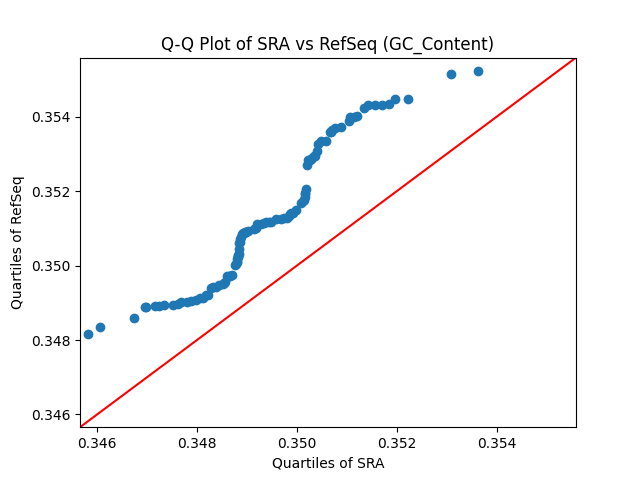 Q-Q Plot of SRA vs RefSeq (GC_Content)
Quartiles of RefSeq
0.354
0.352
0.350
0.348
0.346
0.346 0.348 0.350 0.352 0.354
Quartiles of SRA